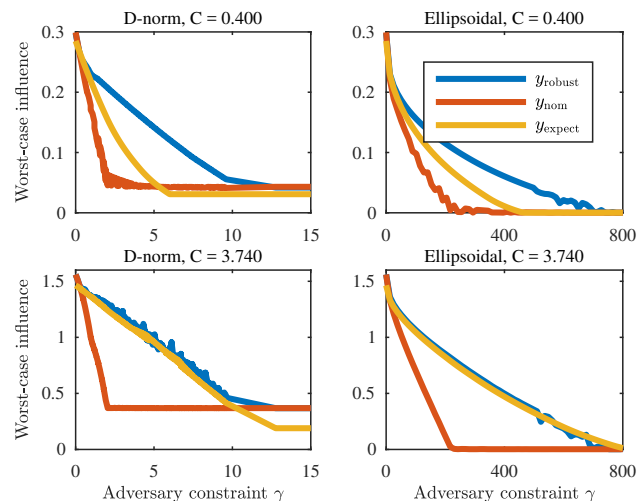 D-norm, C = 0.400
Ellipsoidal, C = 0.400
Worst-case influence
0.3
0.2
0.1
0
0 5 10 15
0.3
0.2
0.1
0
0 400 800
y_robust
y_nom
y_expect
D-norm, C = 3.740
Ellipsoidal, C = 3.740
Worst-case influence
1.5
1
0.5
0
0 5 10 15
Adversary constraint γ
1.5
1
0.5
0
0 400 800
Adversary constraint γ